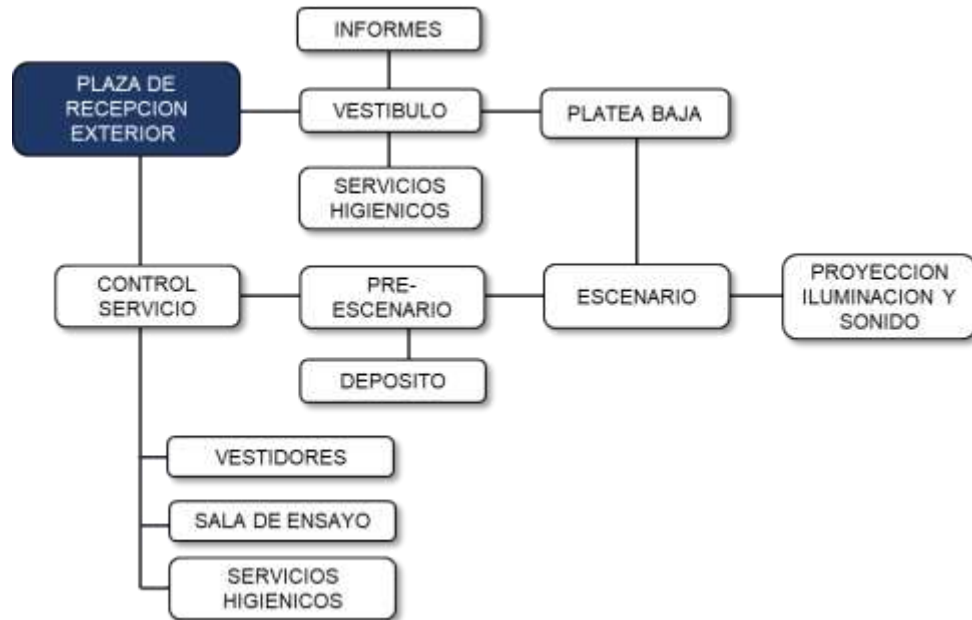 INFORMES
PLAZA DE
RECEPCION
EXTERIOR
VESTIBULO
PLATEA BAJA
SERVICIOS
HIGIENICOS
CONTROL
SERVICIO
PRE-
ESCENARIO
ESCENARIO
PROYECCION
ILUMINACION Y
SONIDO
DEPOSITO
VESTIDORES
SALA DE ENSAYO
SERVICIOS
HIGIENICOS